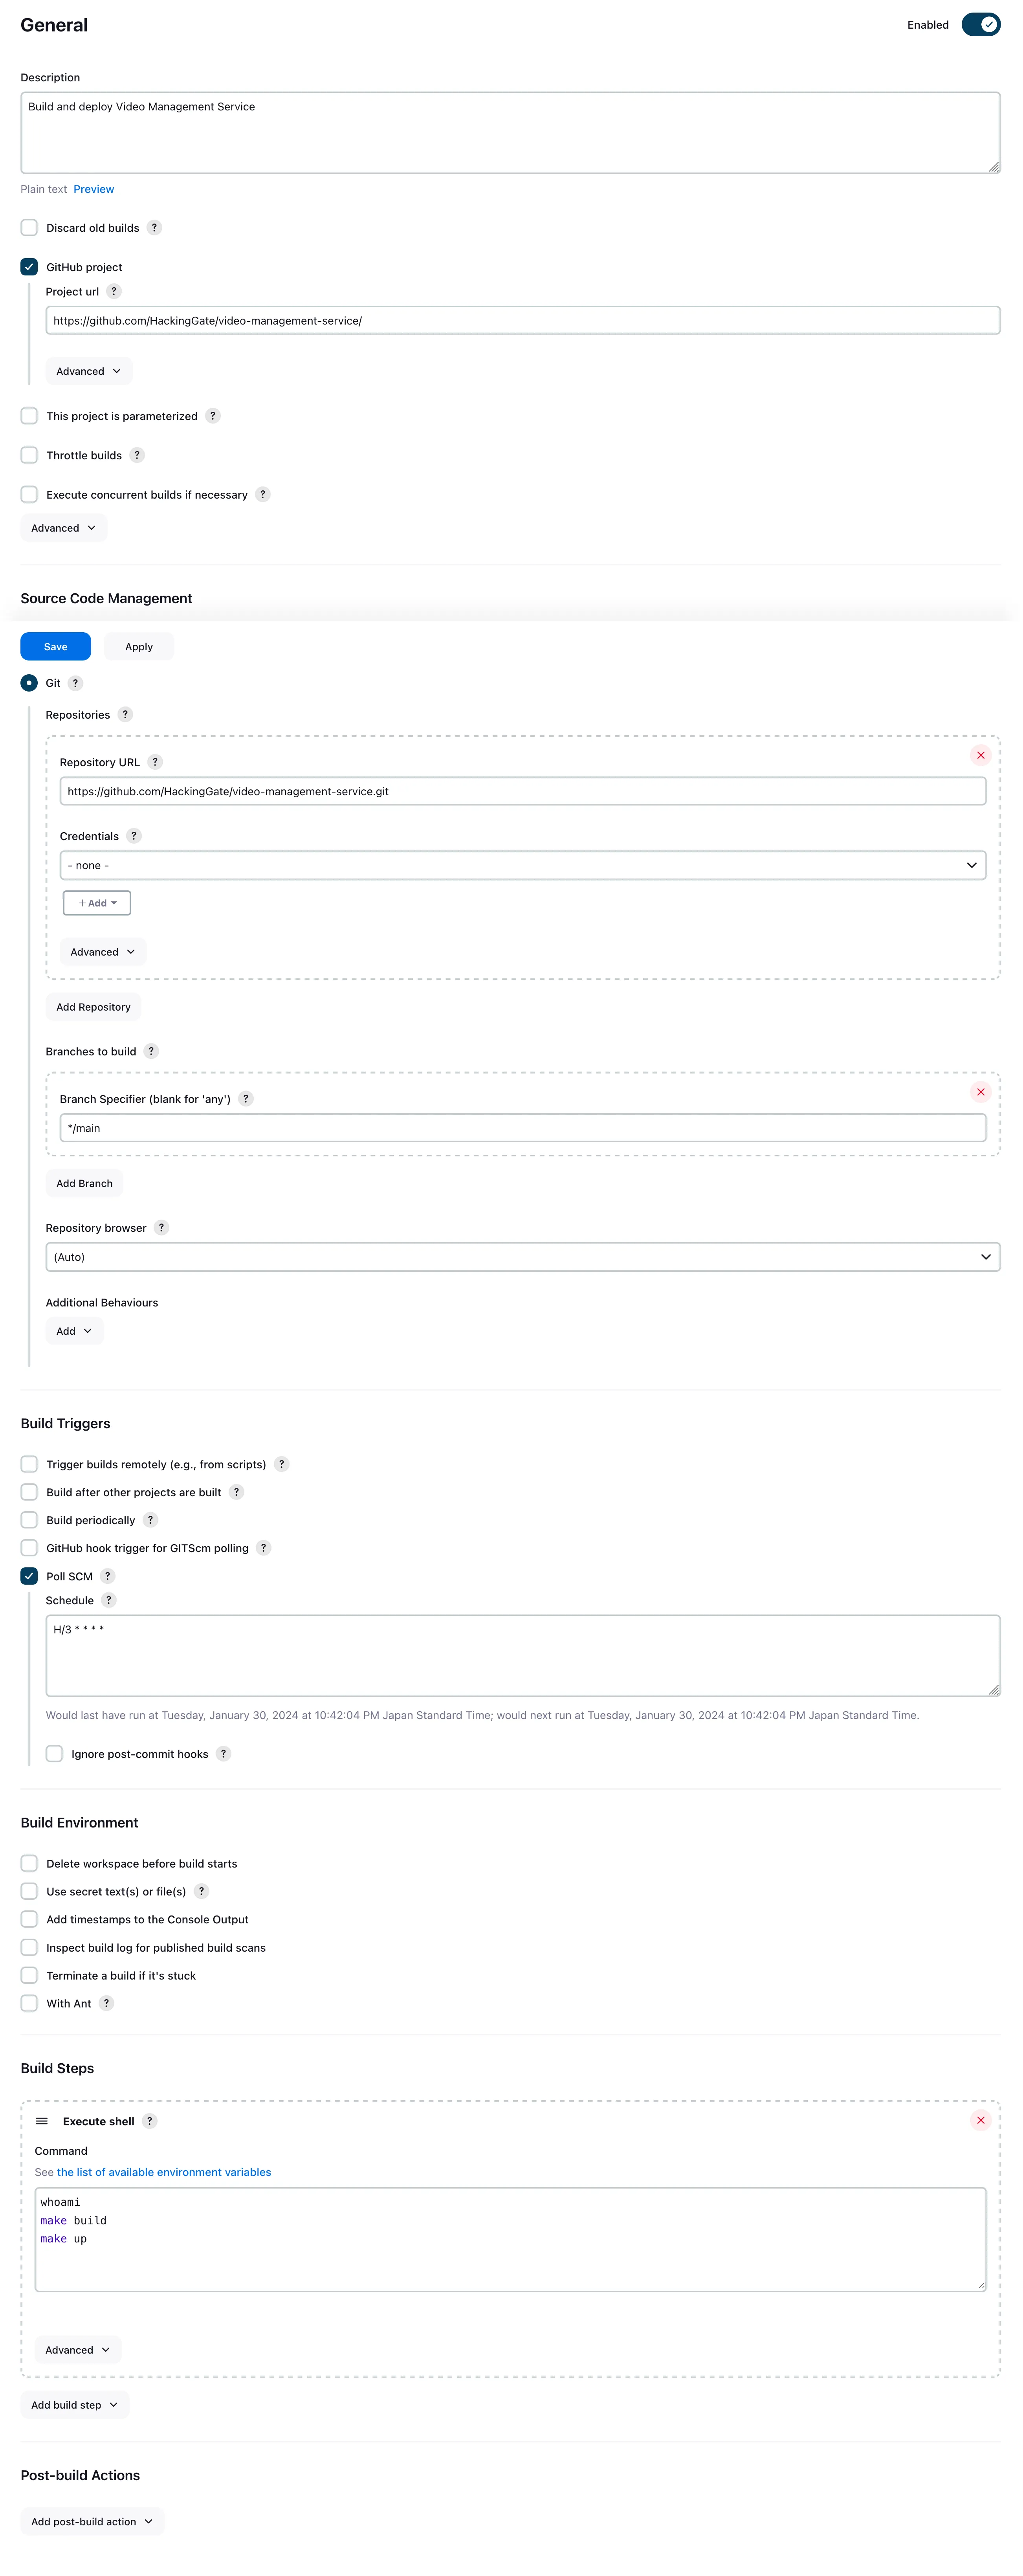 General
Enabled
Description
Build and deploy Video Management Service
Plain text Preview
Discard old builds ?
GitHub project
Project url ?
https://github.com/HackingGate/video-management-service/
Advanced
This project is parameterized ?
Throttle builds ?
Execute concurrent builds if necessary ?
Advanced
Source Code Management
Save Apply
Git ?
Repositories ?
Repository URL ?
https://github.com/HackingGate/video-management-service.git
Credentials ?
- none -
+ Add
Advanced
Add Repository
Branches to build ?
Branch Specifier (blank for 'any') ?
*/main
Add Branch
Repository browser ?
(Auto)
Additional Behaviours
Add
Build Triggers
Trigger builds remotely (e.g., from scripts) ?
Build after other projects are built ?
Build periodically ?
GitHub hook trigger for GITScm polling ?
Poll SCM ?
Schedule ?
H/3 * * * *
Would last have run at Tuesday, January 30, 2024 at 10:42:04 PM Japan Standard Time; would next run at Tuesday, January 30, 2024 at 10:42:04 PM Japan Standard Time.
Ignore post-commit hooks ?
Build Environment
Delete workspace before build starts
Use secret text(s) or file(s) ?
Add timestamps to the Console Output
Inspect build log for published build scans
Terminate a build if it's stuck
With Ant ?
Build Steps
Execute shell ?
Command
See the list of available environment variables
whoami
make build
make up
Advanced
Add build step
Post-build Actions
Add post-build action